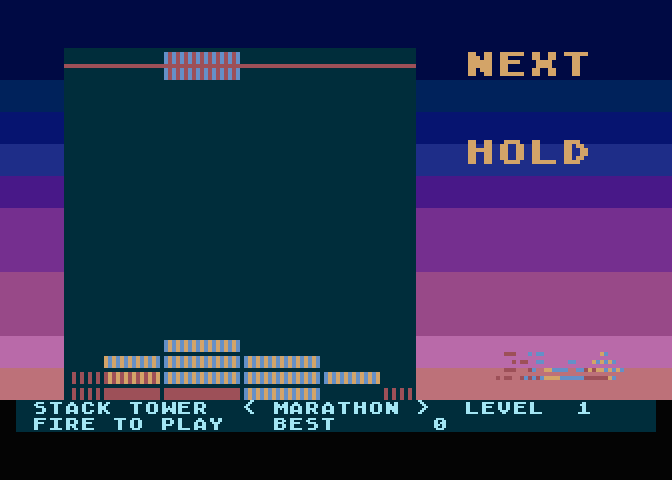 NEXT
HOLD
STACK TOWER < MARATHON > LEVEL 1
FIRE TO PLAY BEST 0